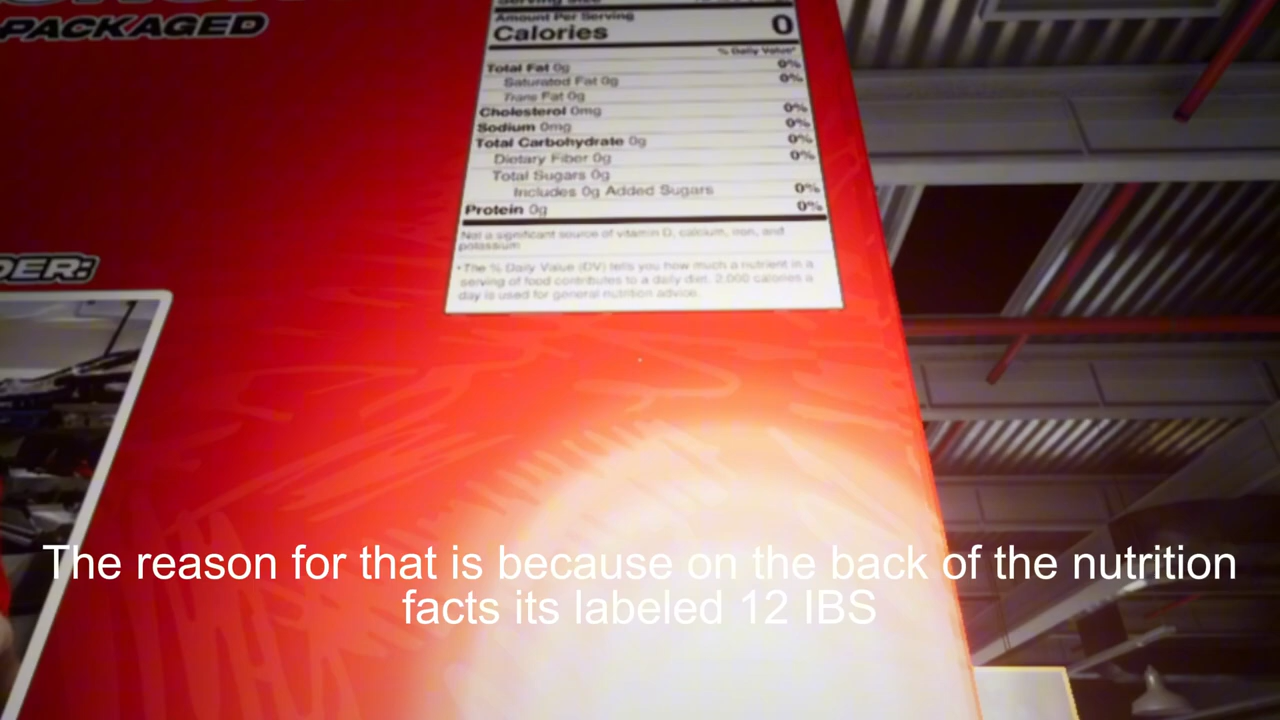 PACKAGED
Serving Size
Amount Per Serving
Calories 0
% Daily Value*
Total Fat 0g 0%
Saturated Fat 0g 0%
Trans Fat 0g
Cholesterol 0mg 0%
Sodium 0mg 0%
Total Carbohydrate 0g 0%
Dietary Fiber 0g 0%
Total Sugars 0g
Includes 0g Added Sugars 0%
Protein 0g 0%
Not a significant source of vitamin D, calcium, iron, and
potassium
*The % Daily Value (DV) tells you how much a nutrient in a
serving of food contributes to a daily diet. 2,000 calories a
day is used for general nutrition advice.
DER:
The reason for that is because on the back of the nutrition
facts its labeled 12 IBS